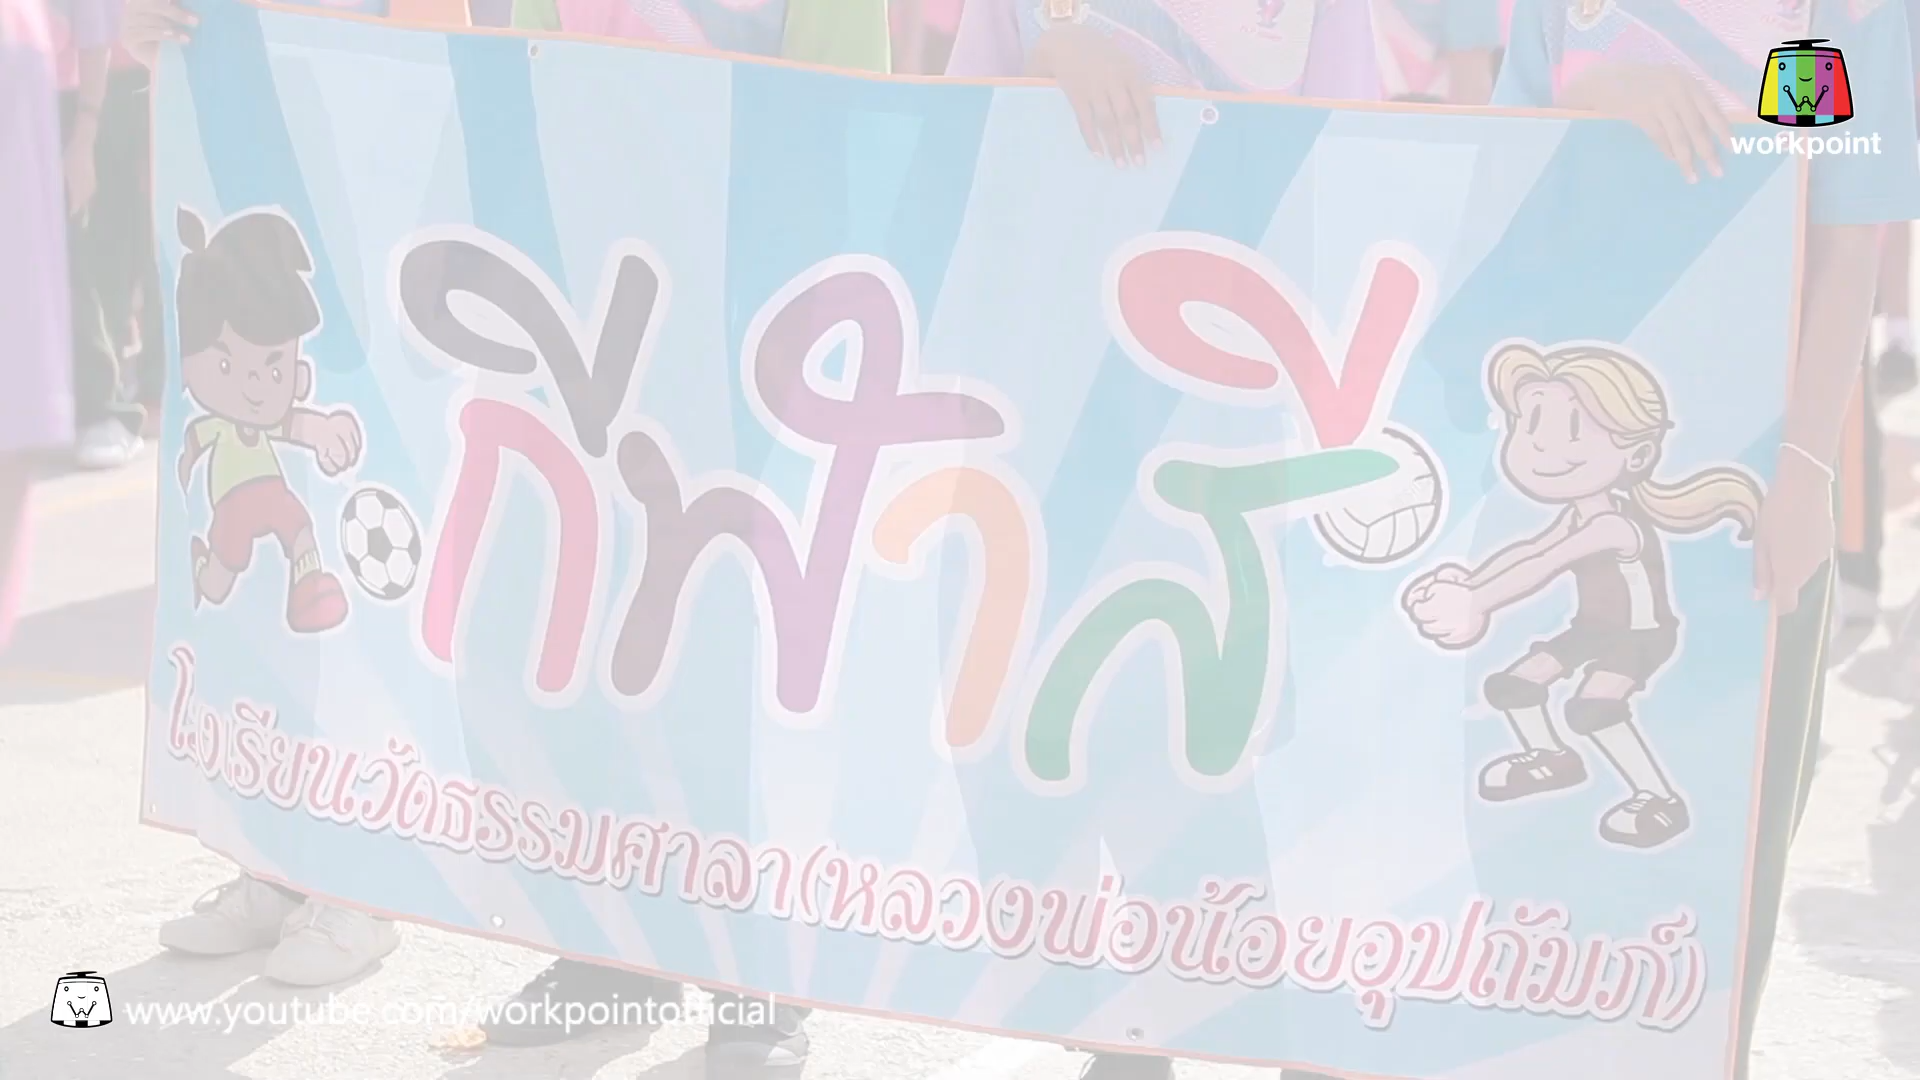 workpoint
กีฬาสี
โรงเรียนวัดธรรมศาลา(หลวงพ่อน้อยอุปถัมภ์)
www.youtube.com/workpointofficial